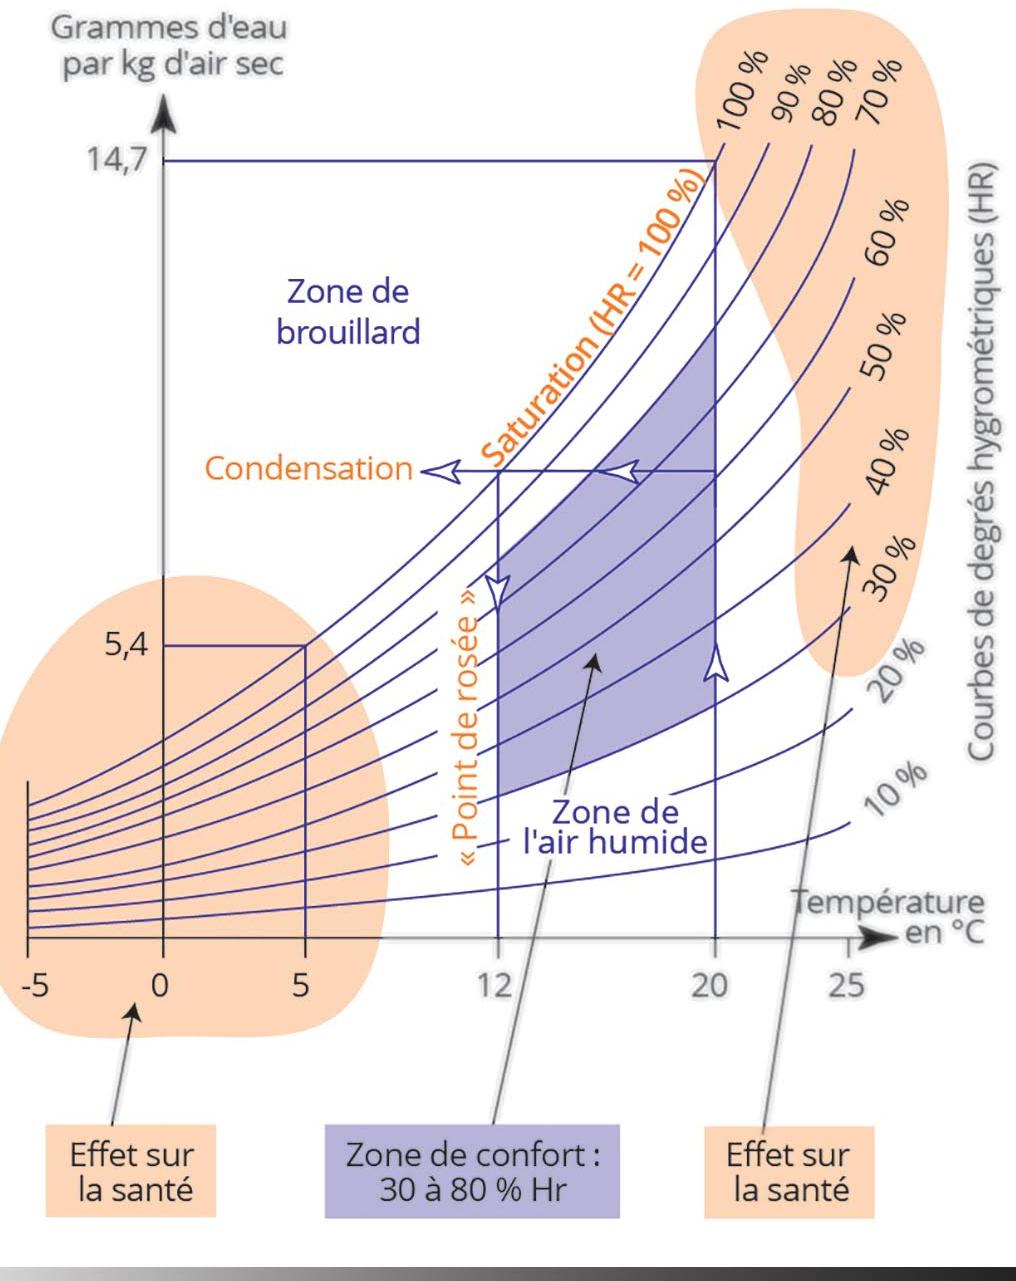 Grammes d'eau
par kg d'air sec
14,7
100 %
90 %
80 %
70 %
60 %
50 %
40 %
30 %
20 %
10 %
Courbes de degrés hygrométriques (HR)
Saturation (HR = 100 %)
Zone de
brouillard
Condensation
5,4
« Point de rosée »
Zone de
l'air humide
Température
en °C
-5
0
5
12
20
25
Effet sur
la santé
Zone de confort :
30 à 80 % Hr
Effet sur
la santé